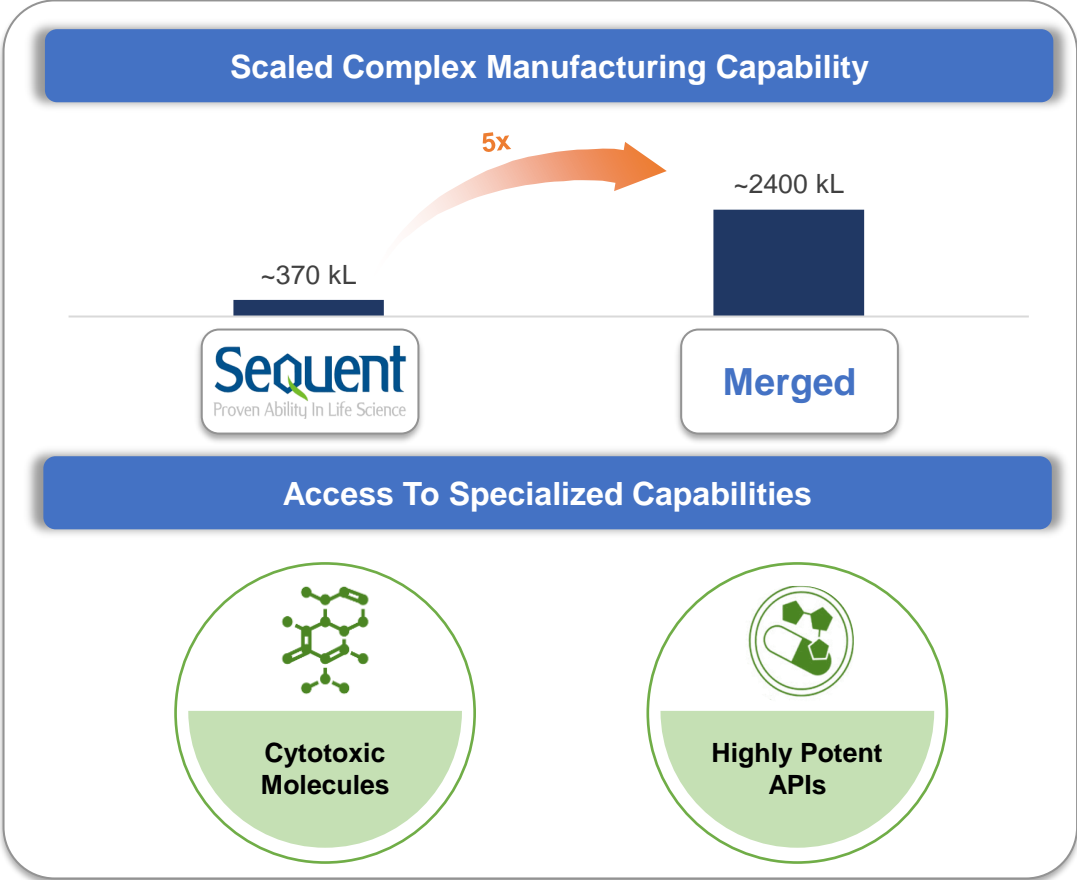 Scaled Complex Manufacturing Capability
5x
~2400 kL
~370 kL
Sequent
Proven Ability In Life Science
Merged
Access To Specialized Capabilities
Cytotoxic
Molecules
Highly Potent
APIs